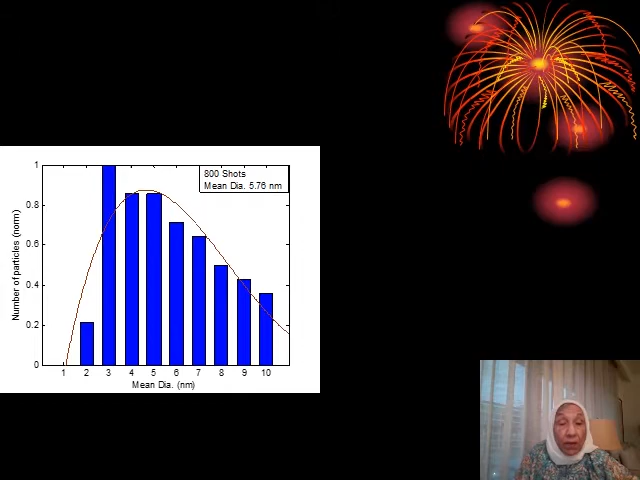 800 Shots
Mean Dia. 5.76 nm
1
0.8
0.6
0.4
0.2
0
Number of particles (norm)
1 2 3 4 5 6 7 8 9 10
Mean Dia. (nm)